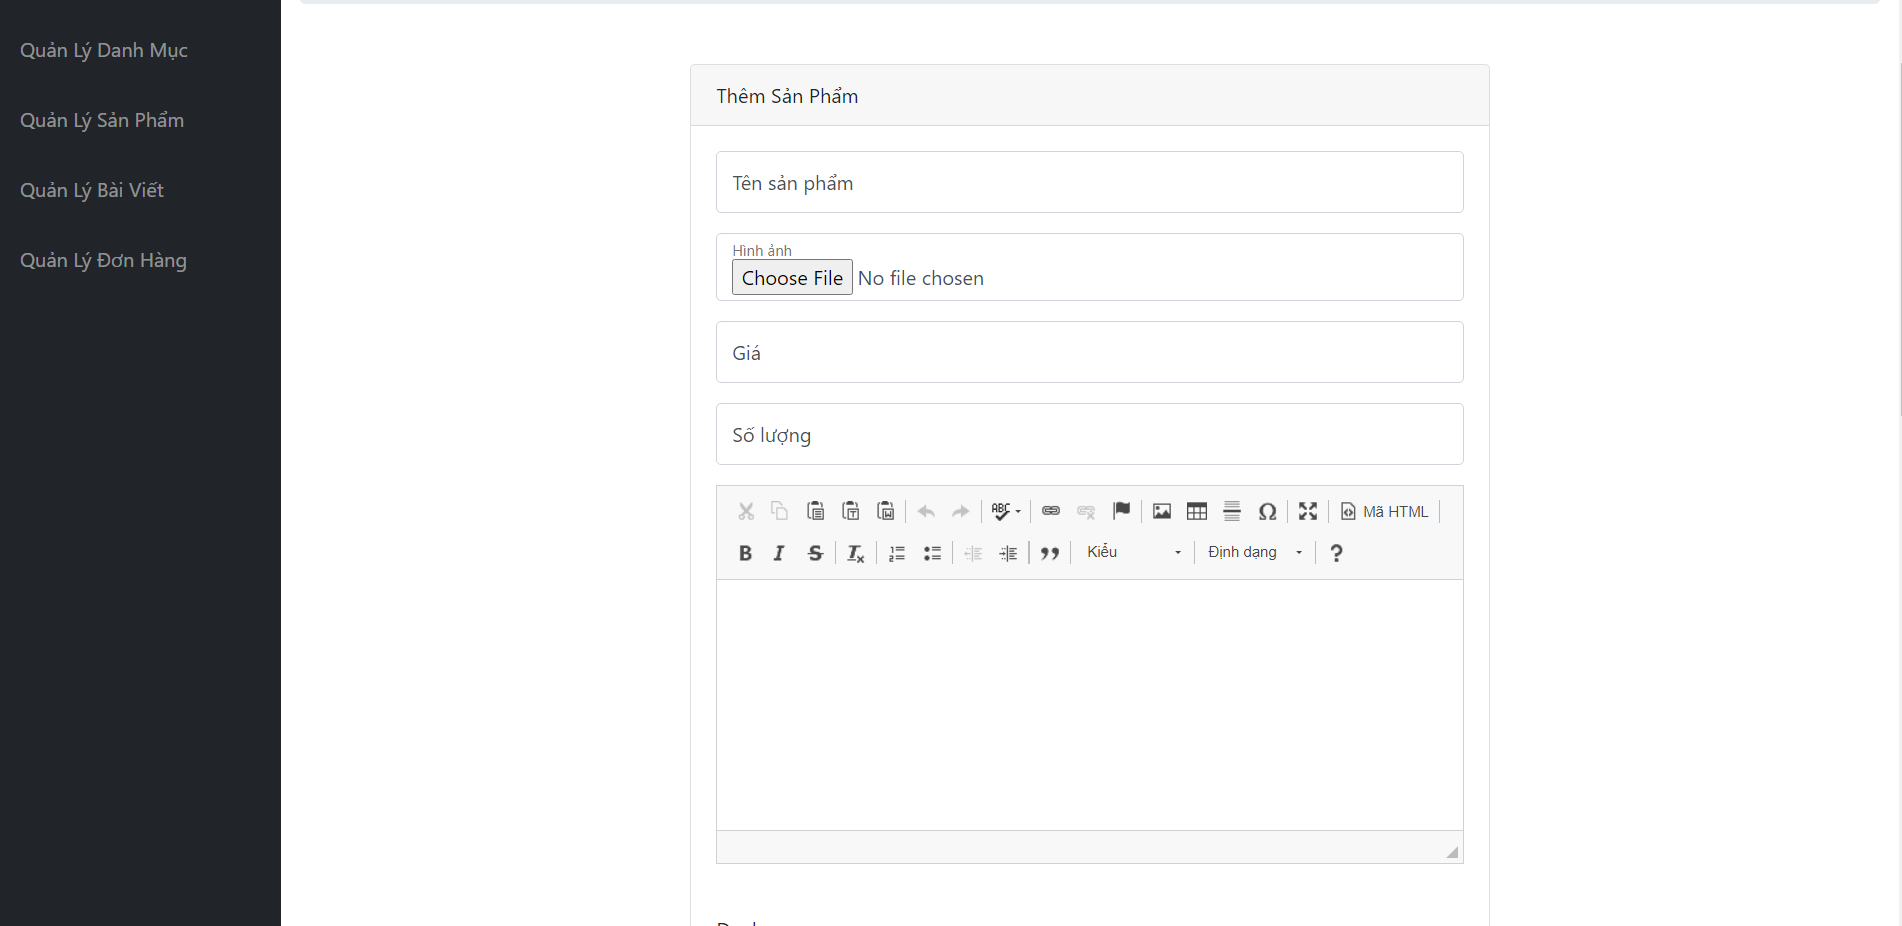 Quản Lý Danh Mục
Quản Lý Sản Phẩm
Quản Lý Bài Viết
Quản Lý Đơn Hàng
Thêm Sản Phẩm
Tên sản phẩm
Hình ảnh
Choose File No file chosen
Giá
Số lượng
Mã HTML
Kiểu Định dạng